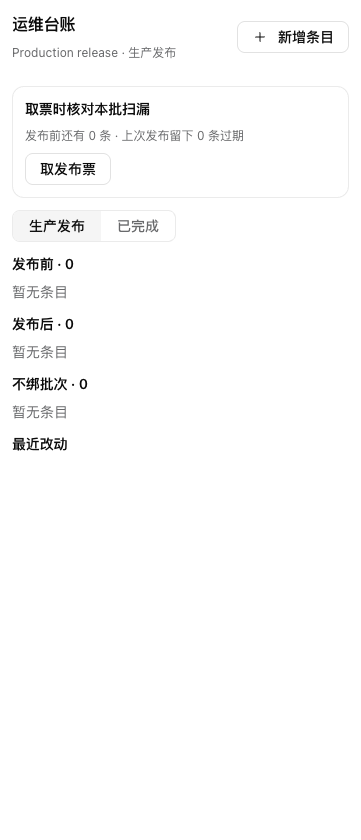 运维台账
Production release · 生产发布
+ 新增条目
取票时核对本批扫漏
发布前还有 0 条 · 上次发布留下 0 条过期
取发布票
生产发布
已完成
发布前 · 0
暂无条目
发布后 · 0
暂无条目
不绑批次 · 0
暂无条目
最近改动